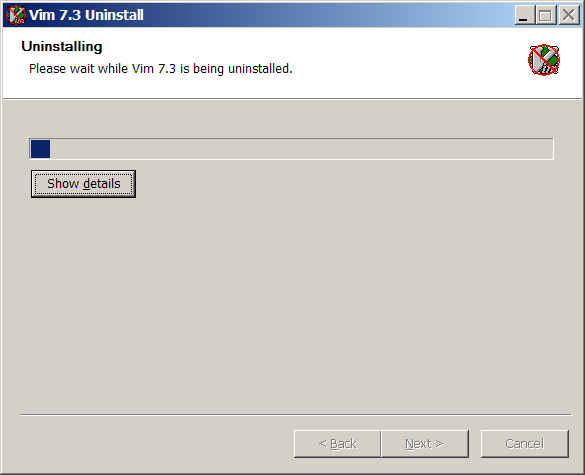 Vim 7.3 Uninstall
Uninstalling
Please wait while Vim 7.3 is being uninstalled.
Show details
< Back
Next >
Cancel